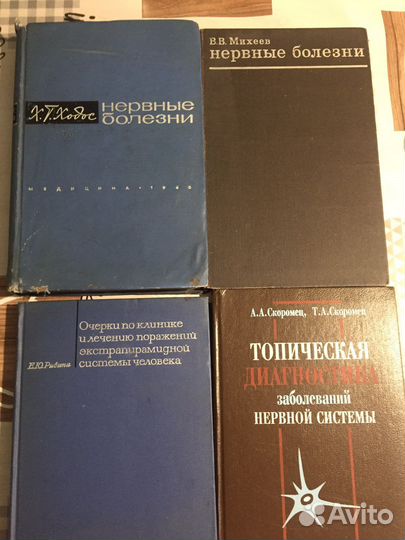 Х.Г.Ходос
нервные
болезни
МЕДИЦИНА
В.В. Михеев
нервные болезни
Очерки по клинике
и лечению поражений
экстрапирамидной
системы человека
А.А.Скоромец, Т.А.Скоромец
ТОПИЧЕСКАЯ
ДИАГНОСТИКА
заболеваний
НЕРВНОЙ СИСТЕМЫ
Avito